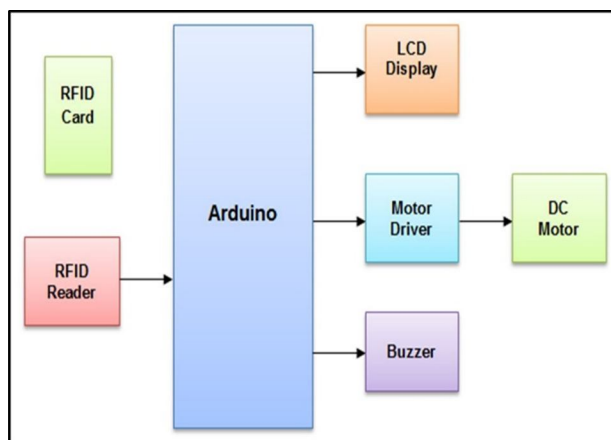 RFID
Card
RFID
Reader
Arduino
LCD
Display
Motor
Driver
DC
Motor
Buzzer